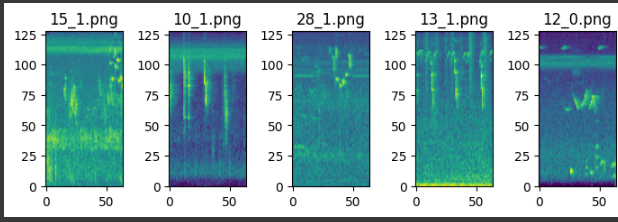 15_1.png 10_1.png 28_1.png 13_1.png 12_0.png
125 125 125 125 125
100 100 100 100 100
75 75 75 75 75
50 50 50 50 50
25 25 25 25 25
0 0 0 0 0
0 50 0 50 0 50 0 50 0 50